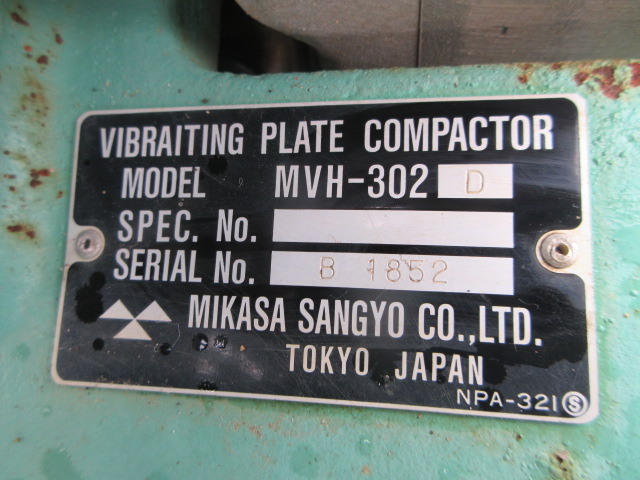 VIBRAITING PLATE COMPACTOR
MODEL MVH-302 D
SPEC. No.
SERIAL No. B 1852
MIKASA SANGYO CO.,LTD.
TOKYO JAPAN
NPA-321 Ⓢ